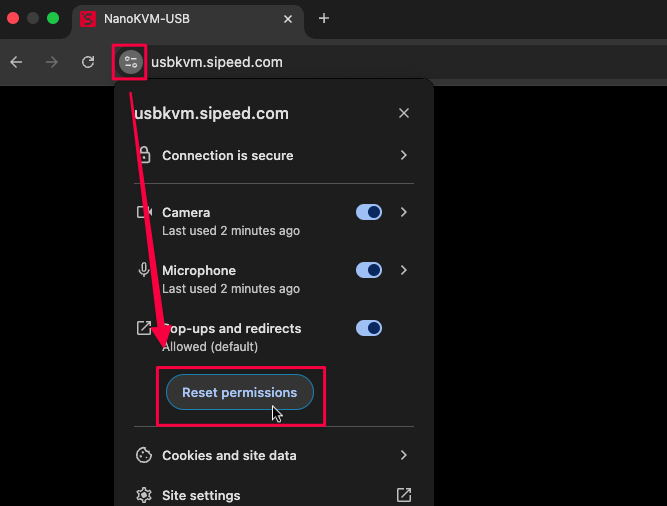 NanoKVM-USB
usbkvm.sipeed.com
usbkvm.sipeed.com
Connection is secure
Camera
Last used 2 minutes ago
Microphone
Last used 2 minutes ago
Pop-ups and redirects
Allowed (default)
Reset permissions
Cookies and site data
Site settings